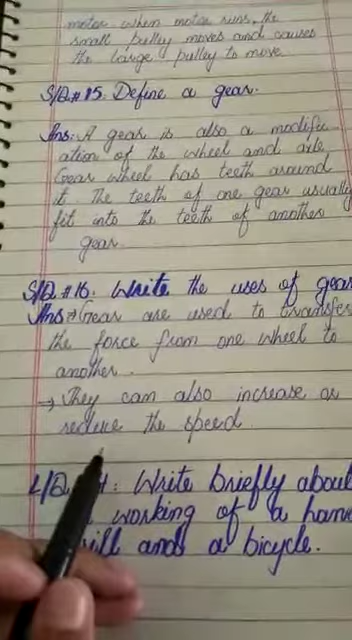 motor when motor runs, the
small pulley moves and causes
the large pulley to move
S/Q#15. Define a gear.
Ans: A gear is also a modific
ation of the wheel and axle
Gear wheel has teeth around
it. The teeth of one gear usually
fit into the teeth of another
gear.
S/Q#16. Write the uses of gear
Ans→ Gear are used to transfer
the force from one wheel to
another.
→ They can also increase or
reduce the speed
L/Q 1: Write briefly about
working of a hand
and a bicycle.